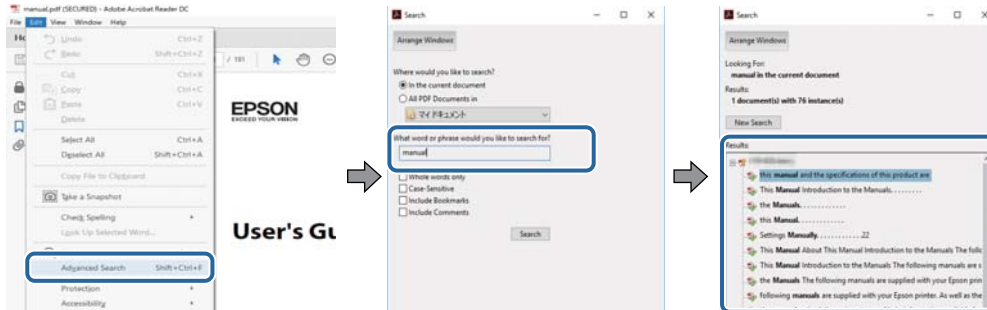 manual.pdf (SECURED) - Adobe Acrobat Reader DC
File Edit View Window Help
Undo Ctrl+Z
Redo Shift+Ctrl+Z
/ 101
Cut Ctrl+X
Copy Ctrl+C
Paste Ctrl+V
Delete
Select All Ctrl+A
Deselect All Shift+Ctrl+A
Copy File to Clipboard
Take a Snapshot
Check Spelling
Look Up Selected Word...
Advanced Search Shift+Ctrl+F
Protection
Accessibility
EPSON
EXCEED YOUR VISION
User's Gu
Search
Arrange Windows
Where would you like to search?
In the current document
All PDF Documents in
マイ ドキュメント
What word or phrase would you like to search for?
manual
Whole words only
Case-Sensitive
Include Bookmarks
Include Comments
Search
Search
Arrange Windows
Looking For:
manual in the current document
Results:
1 document(s) with 76 instance(s)
New Search
Results:
this manual and the specifications of this product are
This Manual Introduction to the Manuals. . . . . . . . .
the Manuals. . . . . . . . . . . . .
this Manual. . . . . . . . . . . . .
Settings Manually. . . . . . . . . . . . 22
This Manual About This Manual Introduction to the Manuals The follo
This Manual Introduction to the Manuals The following manuals are s
the Manuals The following manuals are supplied with your Epson prin
following manuals are supplied with your Epson printer. As well as the